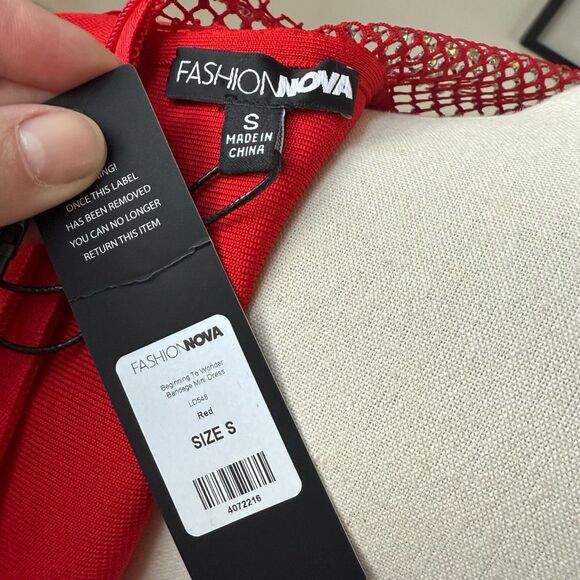 FASHIONNOVA
S
MADE IN
CHINA
ONCE THIS LABEL
HAS BEEN REMOVED
YOU CAN NO LONGER
RETURN THIS ITEM
FASHIONNOVA
Beginning To Wonder
Bandage Mini Dress
LD548
Red
SIZE S
4072216